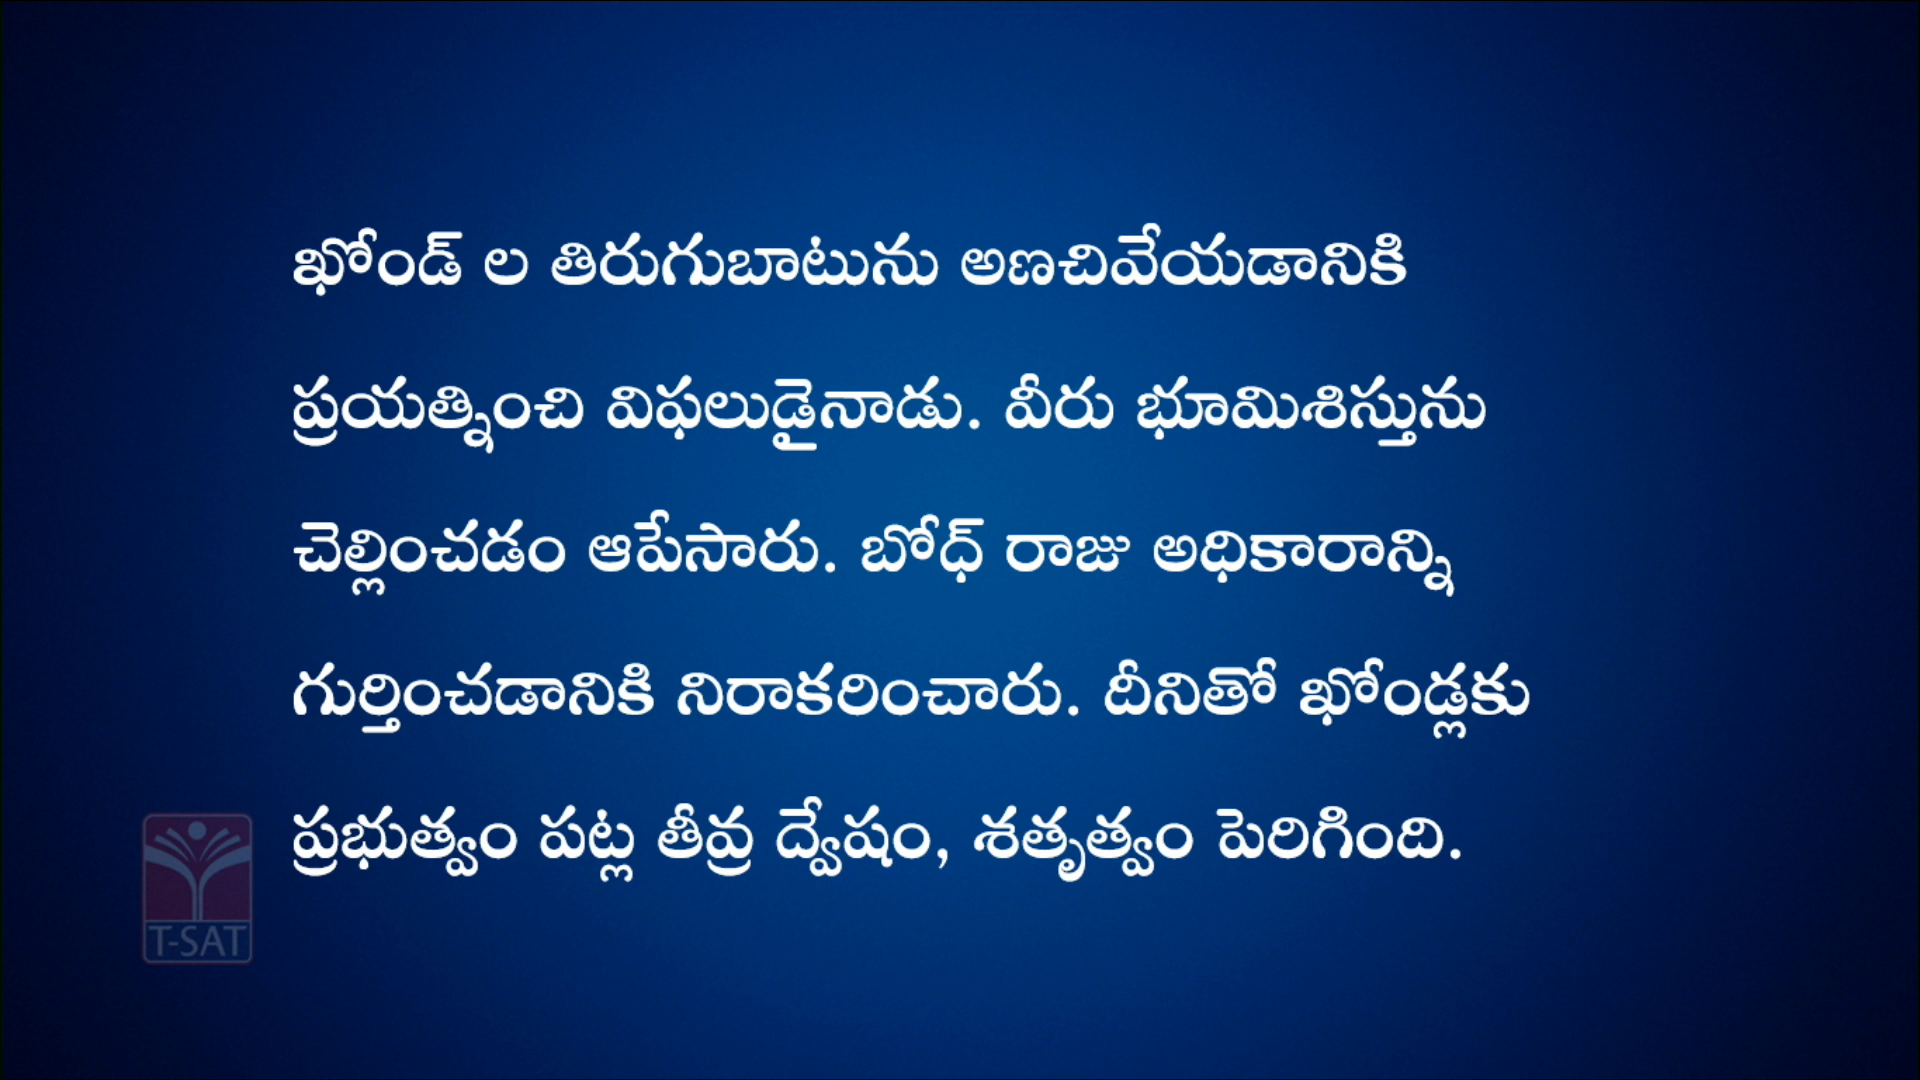 ఖోండ్ ల తిరుగుబాటును అణచివేయడానికి
ప్రయత్నించి విఫలుడైనాడు. వీరు భూమిశిస్తును
చెల్లించడం ఆపేసారు. బోధ్ రాజు అధికారాన్ని
గుర్తించడానికి నిరాకరించారు. దీనితో ఖోండ్లకు
ప్రభుత్వం పట్ల తీవ్ర ద్వేషం, శతృత్వం పెరిగింది.
T-SAT